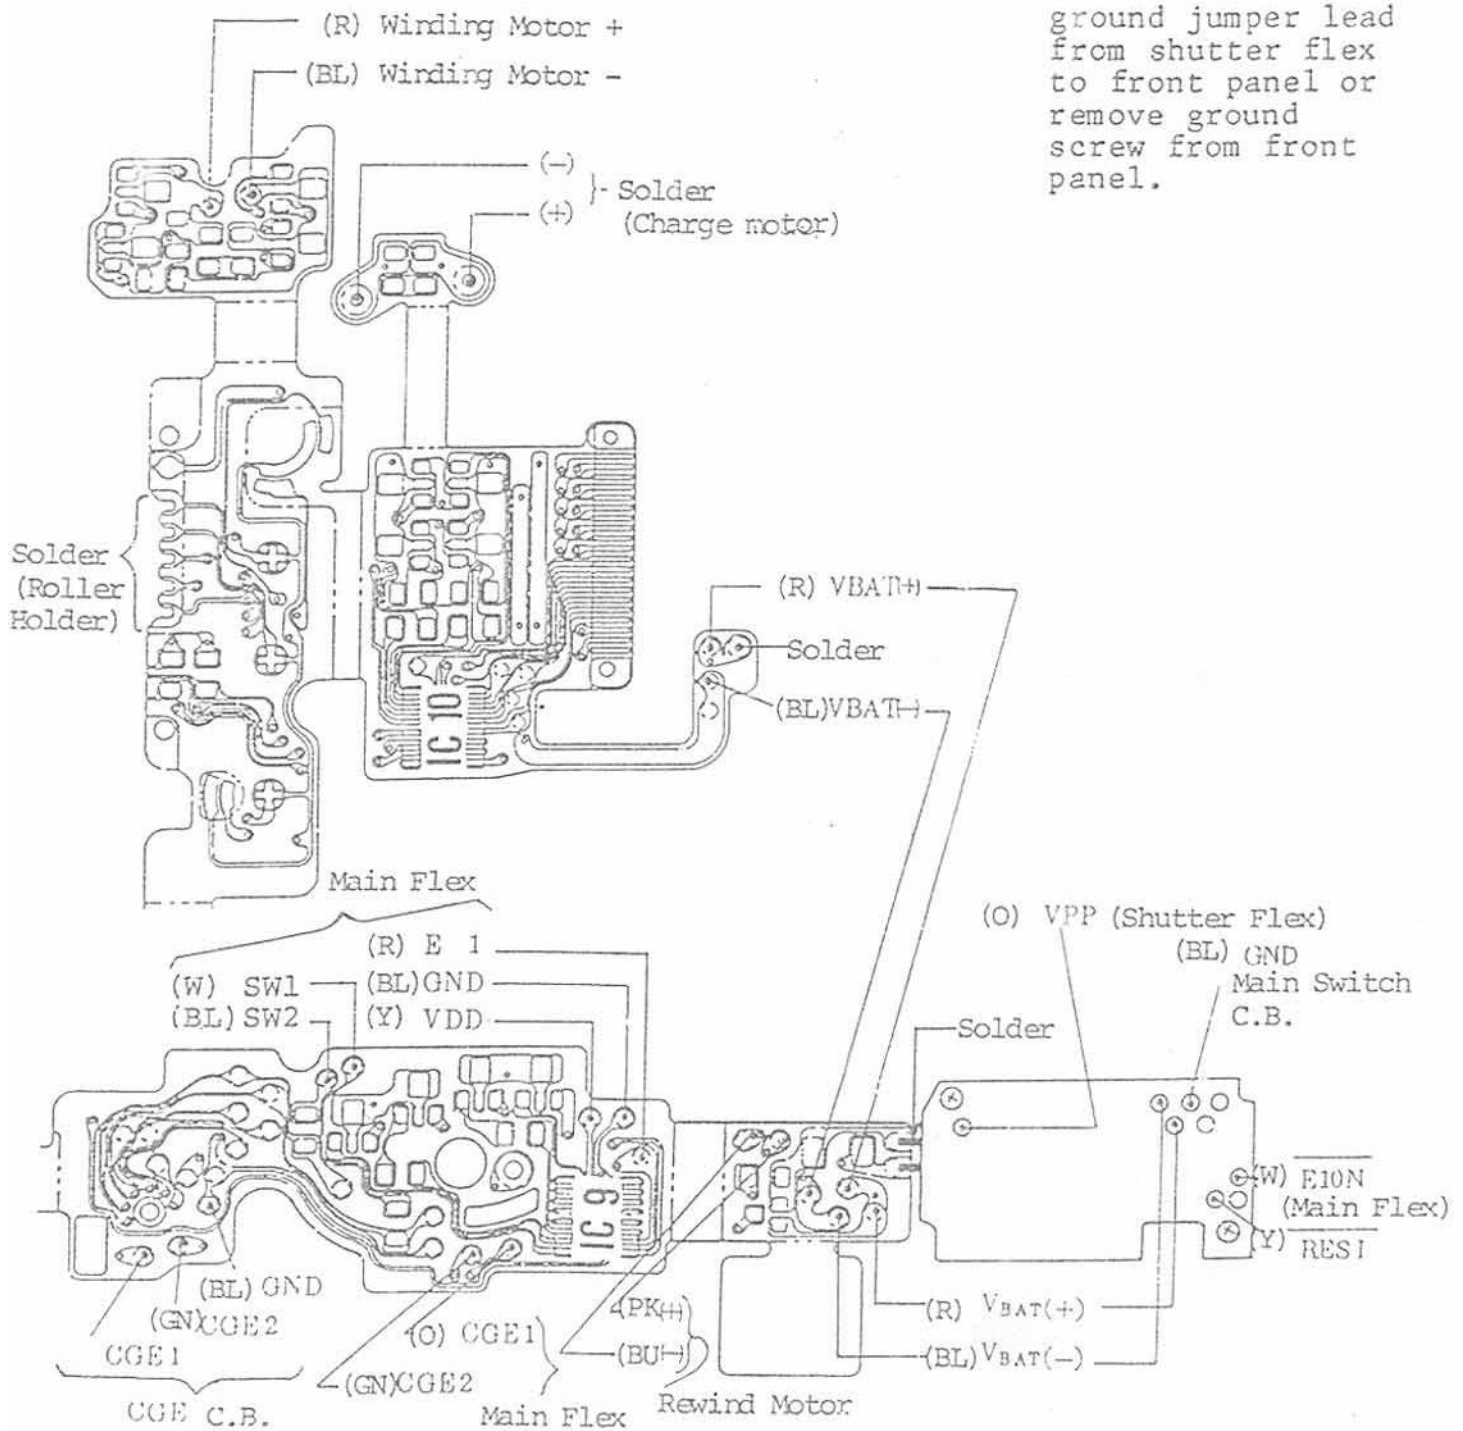 (R) Winding Motor +
(BL) Winding Motor -
ground jumper lead
from shutter flex
to front panel or
remove ground
screw from front
panel.
(-)
(+)
Solder
(Charge motor)
Solder
(Roller
Holder)
(R) VBAT(+)
Solder
(BL)VBAT(-)
IC 10
Main Flex
(R) E 1
(W) SW1
(BL)GND
(BL) SW2
(Y) VDD
(O) VPP (Shutter Flex)
(BL) GND
Main Switch
C.B.
Solder
IC 9
(W) E10N
(Main Flex)
(Y) RES1
(BL) GND
(GN)CGE2
CGE1
CGE C.B.
(O) CGE1
(GN)CGE2
Main Flex
(PK+)
(BU-)
Rewind Motor
(R) VBAT(+)
(BL) VBAT(-)